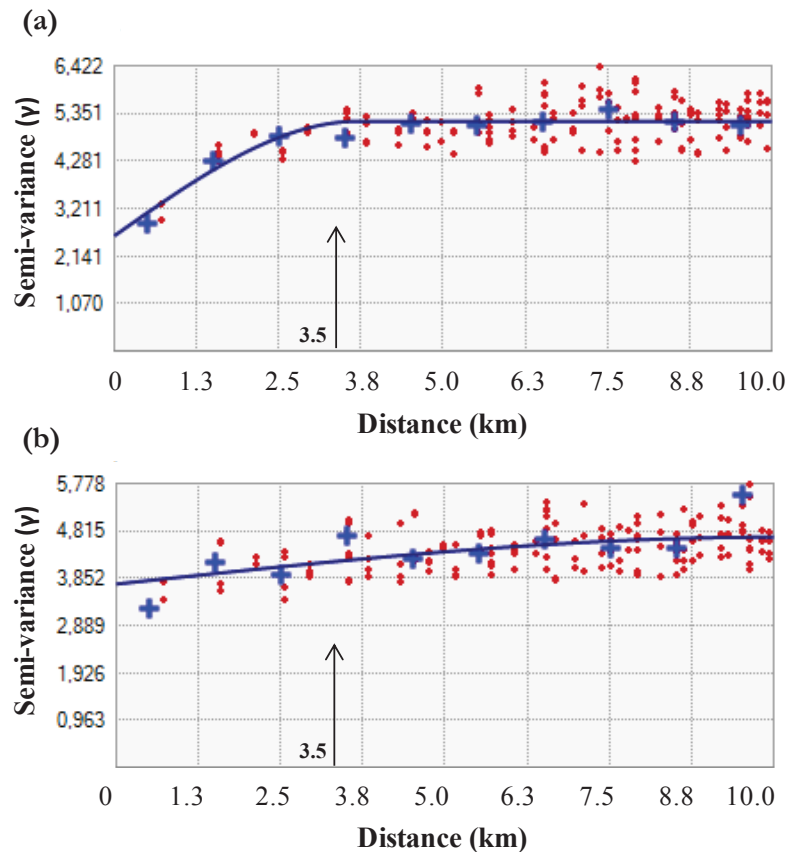 (a)
6,422
5,351
4,281
3,211
2,141
1,070
Semi-variance (γ)
3.5
0 1.3 2.5 3.8 5.0 6.3 7.5 8.8 10.0
Distance (km)
(b)
5,778
4,815
3,852
2,889
1,926
0,963
Semi-variance (γ)
3.5
0 1.3 2.5 3.8 5.0 6.3 7.5 8.8 10.0
Distance (km)